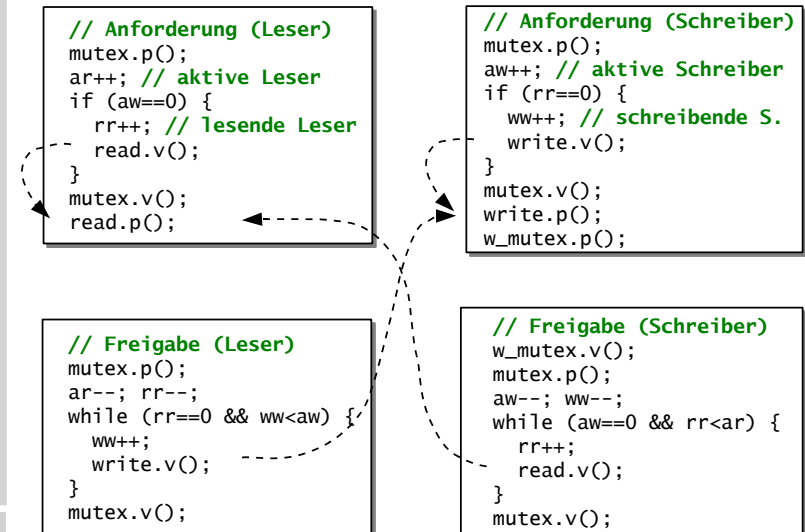 // Anforderung (Leser)
mutex.p();
ar++; // aktive Leser
if (aw==0) {
rr++; // lesende Leser
read.v();
}
mutex.v();
read.p();
// Anforderung (Schreiber)
mutex.p();
aw++; // aktive Schreiber
if (rr==0) {
ww++; // schreibende S.
write.v();
}
mutex.v();
write.p();
w_mutex.p();
// Freigabe (Leser)
mutex.p();
ar--; rr--;
while (rr==0 && ww<aw) {
ww++;
write.v();
}
mutex.v();
// Freigabe (Schreiber)
w_mutex.v();
mutex.p();
aw--; ww--;
while (aw==0 && rr<ar) {
rr++;
read.v();
}
mutex.v();